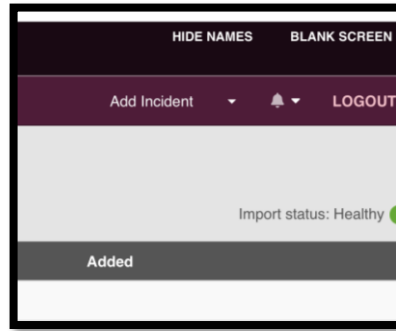 HIDE NAMES BLANK SCREEN
Add Incident LOGOUT
Import status: Healthy
Added